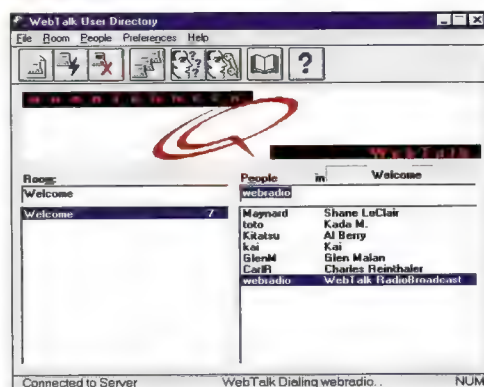 WebTalk User Directory
File Room People Preferences Help
Q
WebTalk
Room: People in Welcome
Welcome webradio
Welcome 7
Maynard Shane LeClair
toto Kada M.
Kitatsu Al Berry
kai Kai
GlenM Glen Malan
CarlR Charles Reinthaler
webradio WebTalk RadioBroadcast
Connected to Server WebTalk Dialing webradio.. NUM